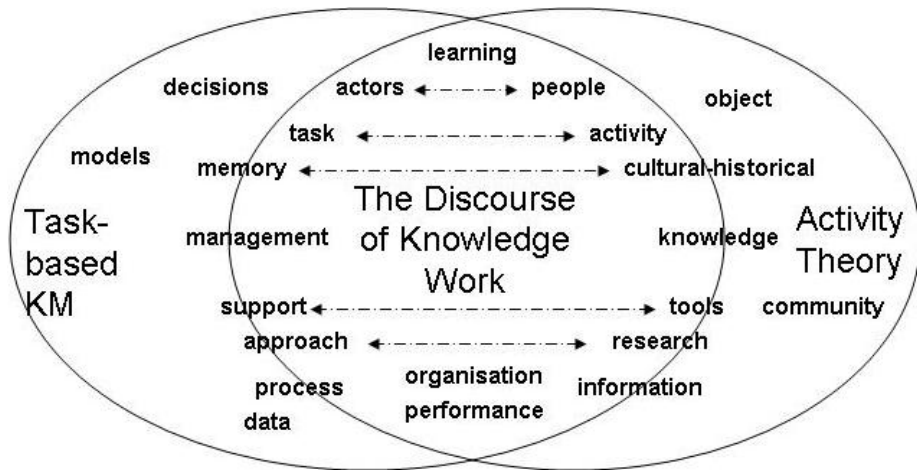 learning
decisions
actors
people
object
task
activity
models
memory
cultural-historical
The Discourse
of Knowledge
Work
Task-
based
KM
management
knowledge
Activity
Theory
support
tools
community
approach
research
process
organisation
information
data
performance